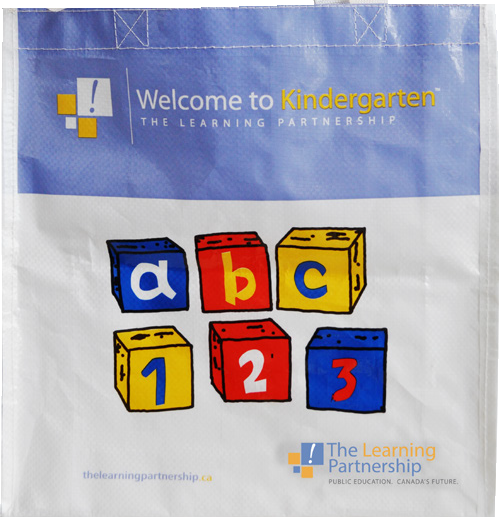 !
Welcome to Kindergarten™
THE LEARNING PARTNERSHIP
a b c
1 2 3
thelearningpartnership.ca
!
The Learning
Partnership
PUBLIC EDUCATION. CANADA'S FUTURE.